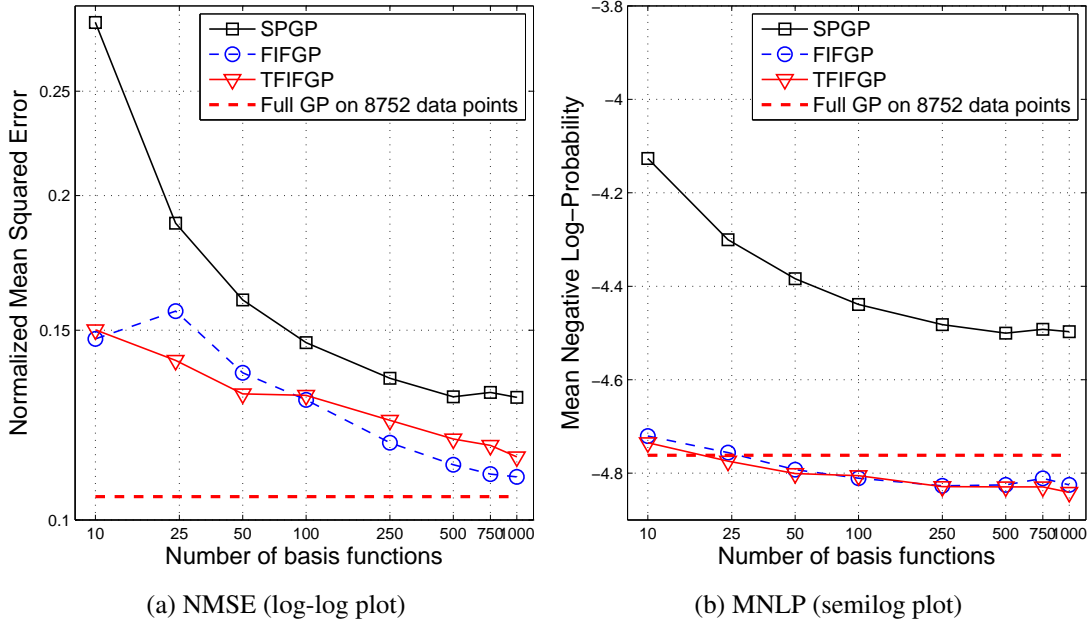 SPGP
FIFGP
TFIFGP
Full GP on 8752 data points
Normalized Mean Squared Error
0.25
0.2
0.15
0.1
10 25 50 100 250 500 750 1000
Number of basis functions
(a) NMSE (log-log plot)
SPGP
FIFGP
TFIFGP
Full GP on 8752 data points
Mean Negative Log−Probability
−3.8
−4
−4.2
−4.4
−4.6
−4.8
10 25 50 100 250 500 750 1000
Number of basis functions
(b) MNLP (semilog plot)